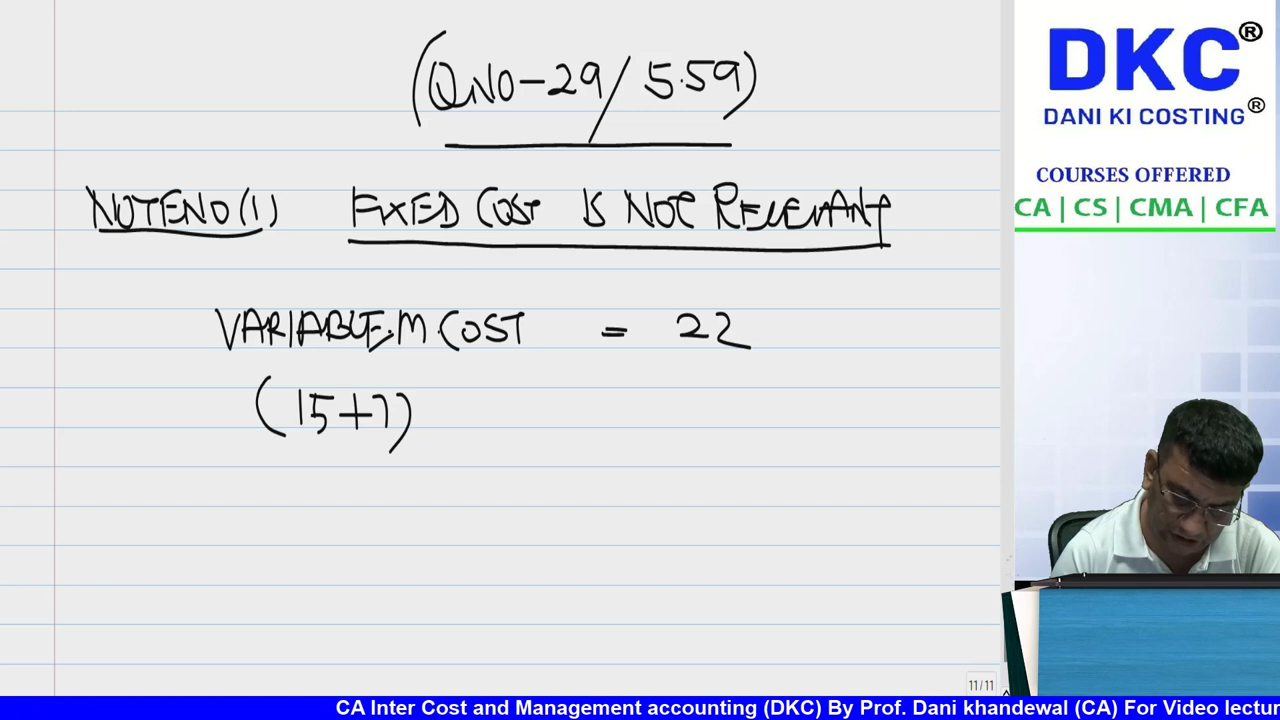 (QNO-29/5.59)
NOTENO(1) FIXED COST IS NOT RELEVANT
VARIABLE.M.COST = 22
(15+7)
11/11
DKC®
DANI KI COSTING®
COURSES OFFERED
CA | CS | CMA | CFA
CA Inter Cost and Management accounting (DKC) By Prof. Dani khandewal (CA) For Video lectur